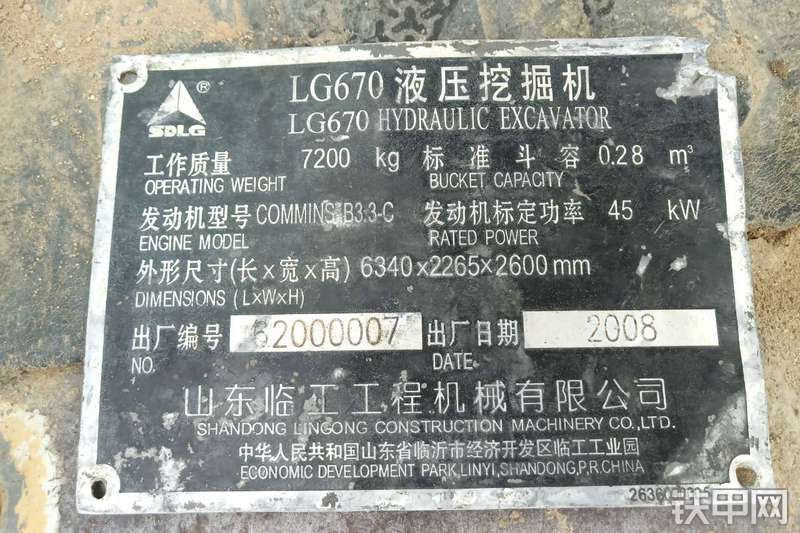 LG670 液压挖掘机
LG670 HYDRAULIC EXCAVATOR
SDLG ®
工作质量 7200 kg 标准斗容 0.28 m³
OPERATING WEIGHT BUCKET CAPACITY
发动机型号 COMMINS B3.3-C 发动机标定功率 45 kW
ENGINE MODEL RATED POWER
外形尺寸(长×宽×高) 6340×2265×2600mm
DIMENSIONS (L×W×H)
出厂编号 62000007 出厂日期 2008
NO. DATE
山东临工工程机械有限公司
SHANDONG LINGONG CONSTRUCTION MACHINERY CO.,LTD.
中华人民共和国山东省临沂市经济开发区临工工业园
ECONOMIC DEVELOPMENT PARK,LINYI,SHANDONG,P.R.CHINA
铁甲网